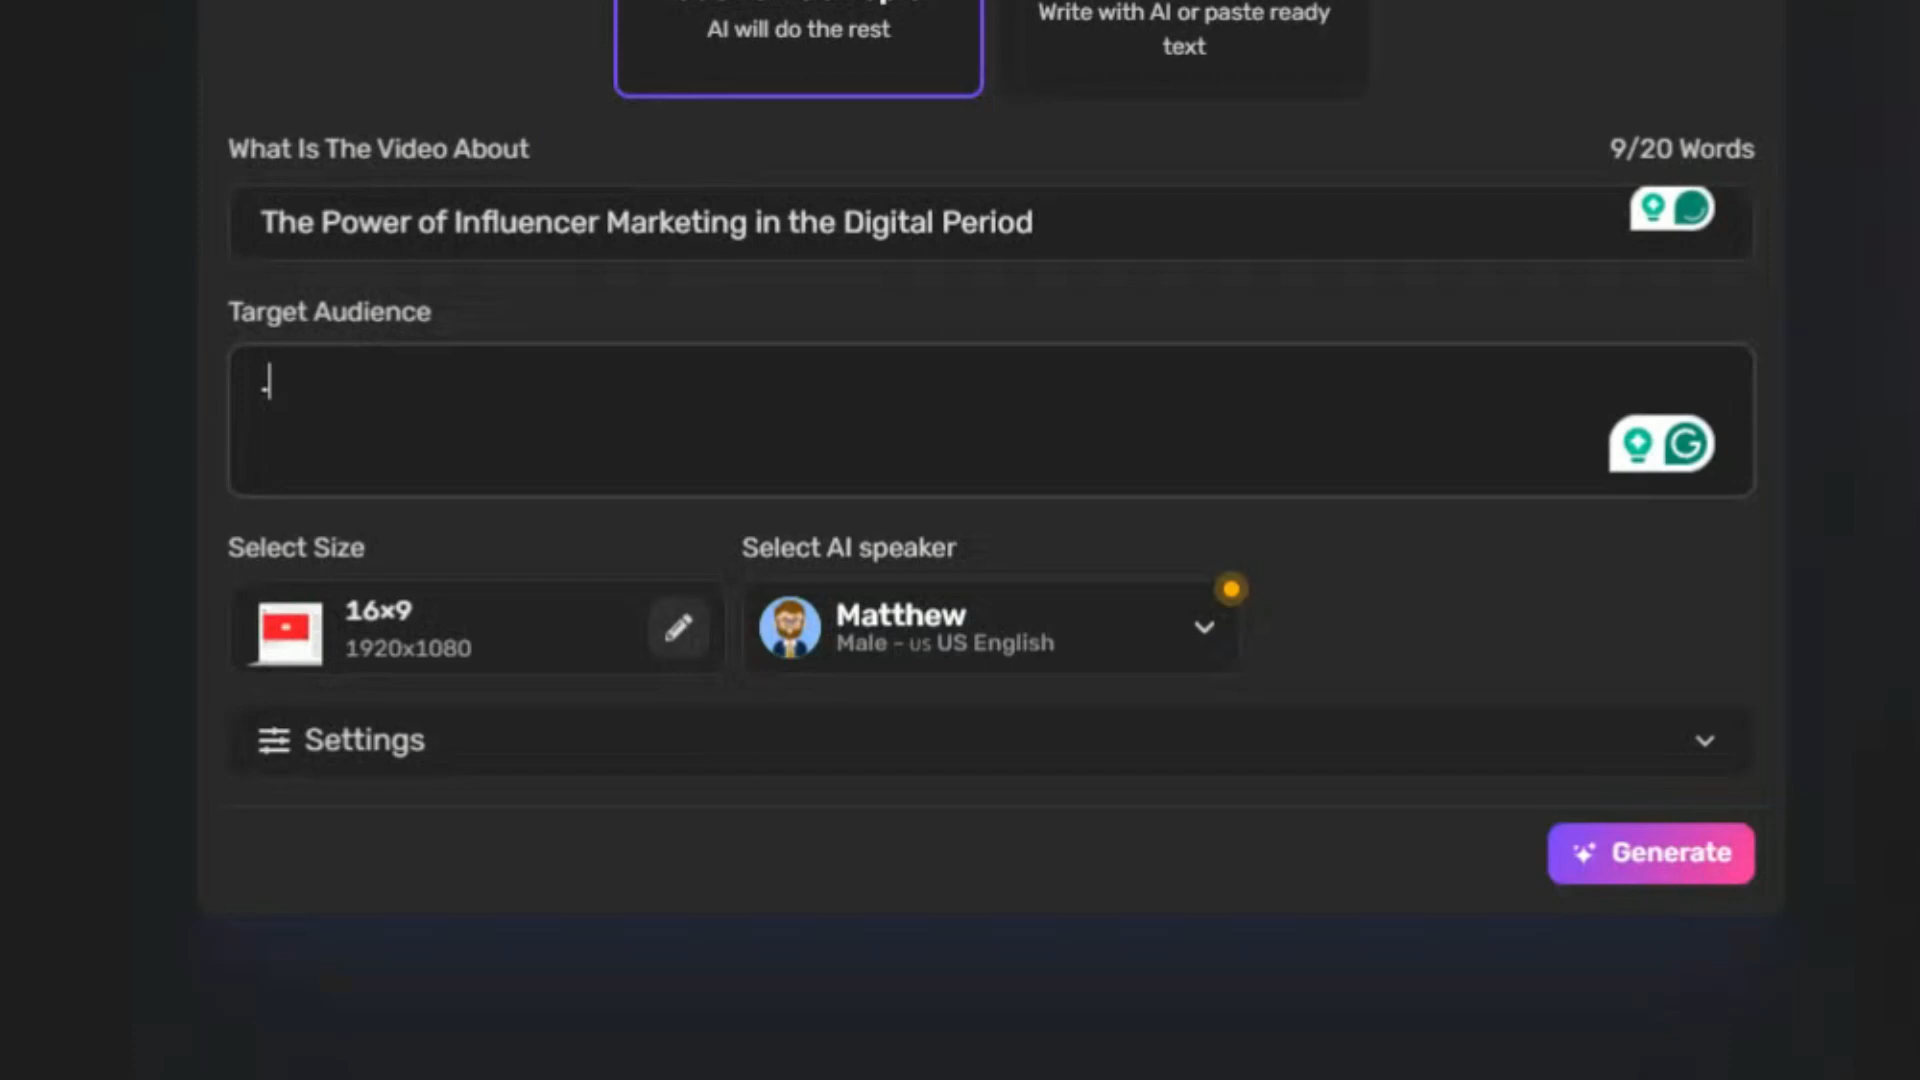 AI will do the rest
Write with AI or paste ready
text
What Is The Video About
9/20 Words
The Power of Influencer Marketing in the Digital Period
Target Audience
.
Select Size
Select AI speaker
16x9
1920x1080
Matthew
Male - US US English
Settings
Generate